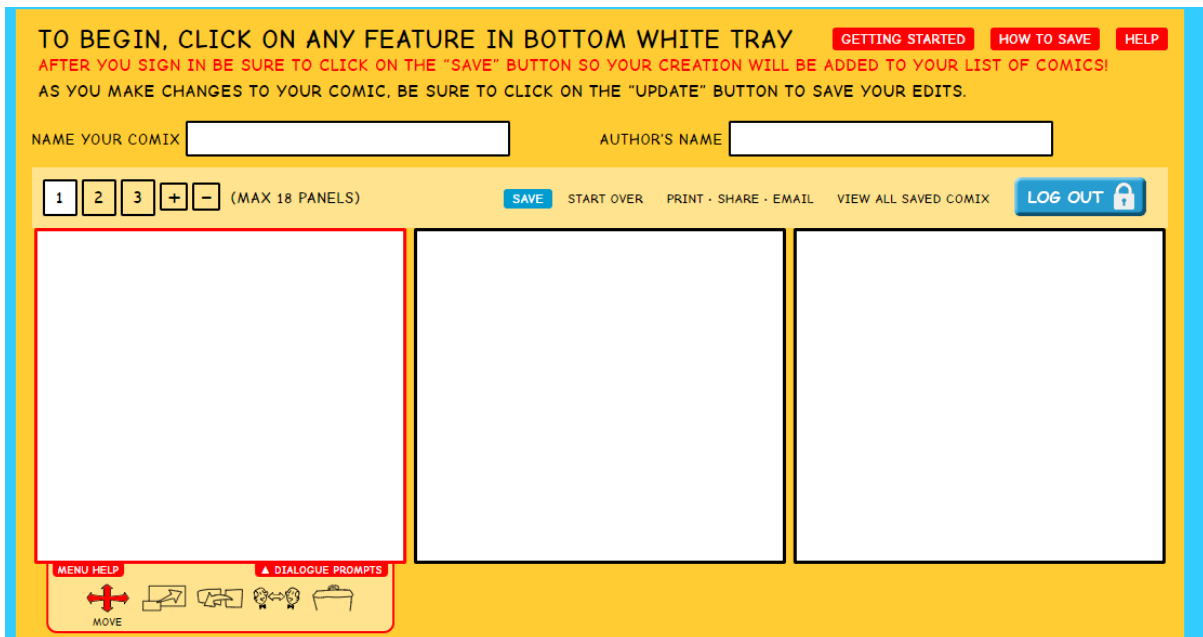 TO BEGIN, CLICK ON ANY FEATURE IN BOTTOM WHITE TRAY GETTING STARTED HOW TO SAVE HELP
AFTER YOU SIGN IN BE SURE TO CLICK ON THE "SAVE" BUTTON SO YOUR CREATION WILL BE ADDED TO YOUR LIST OF COMICS!
AS YOU MAKE CHANGES TO YOUR COMIC, BE SURE TO CLICK ON THE "UPDATE" BUTTON TO SAVE YOUR EDITS.
NAME YOUR COMIX AUTHOR'S NAME
1 2 3 + − (MAX 18 PANELS) SAVE START OVER PRINT · SHARE · EMAIL VIEW ALL SAVED COMIX LOG OUT
MENU HELP ▲ DIALOGUE PROMPTS
MOVE